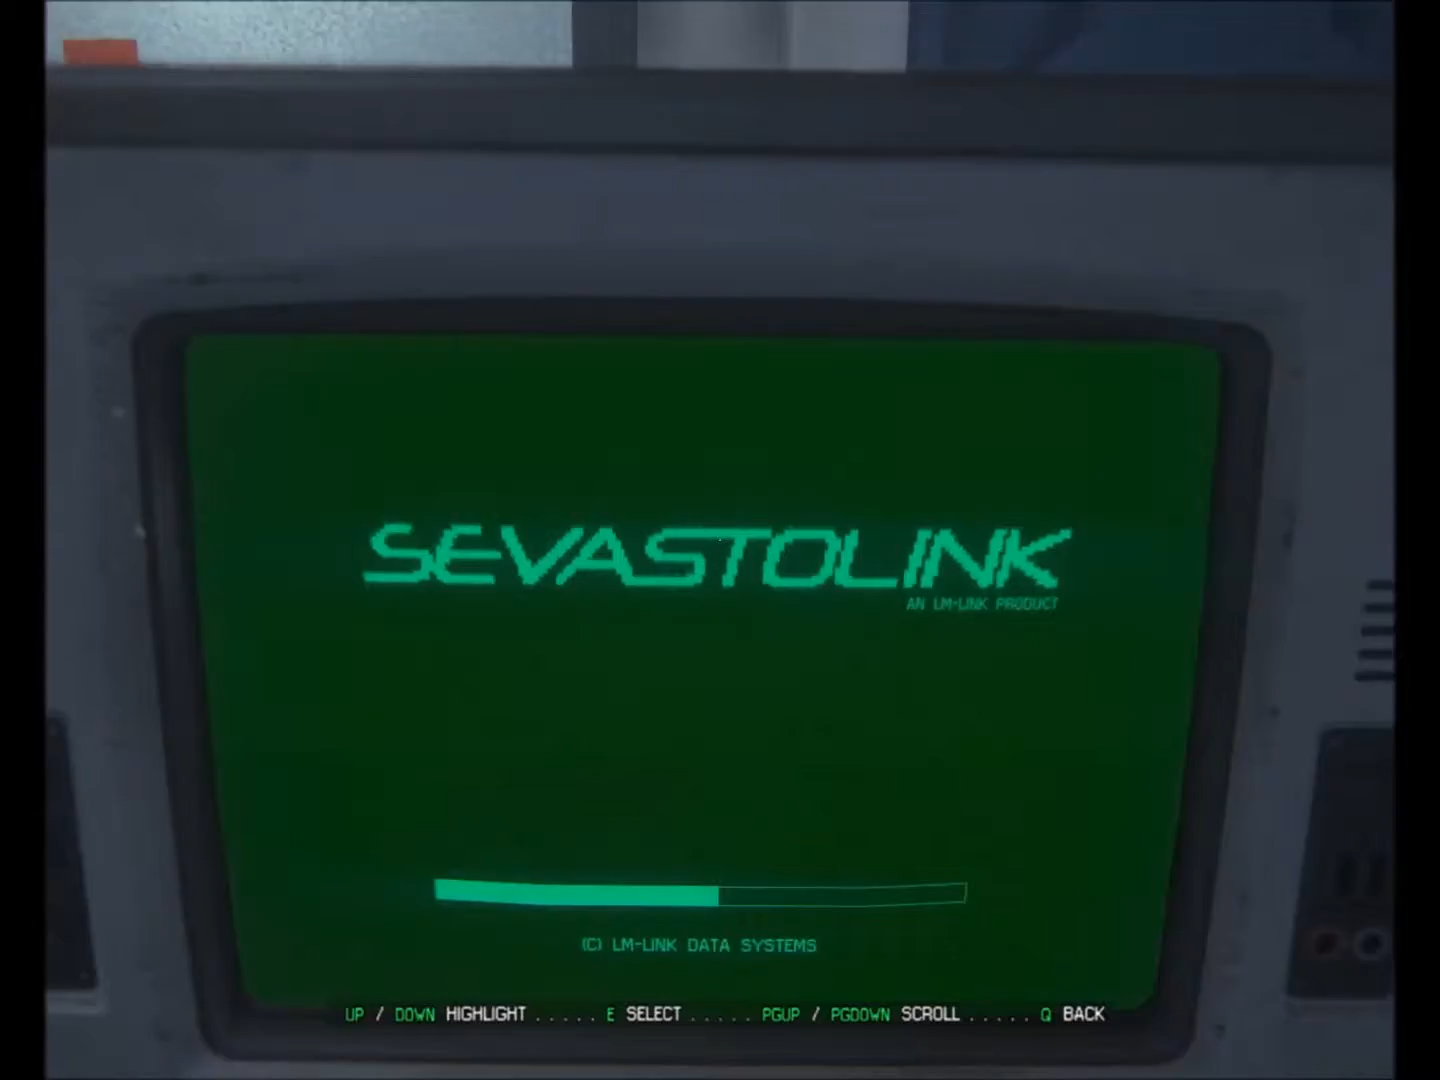 SEVASTOLINK
AN LM-LINK PRODUCT
(C) LM-LINK DATA SYSTEMS
UP / DOWN HIGHLIGHT ..... E SELECT ..... PGUP / PGDOWN SCROLL ..... Q BACK